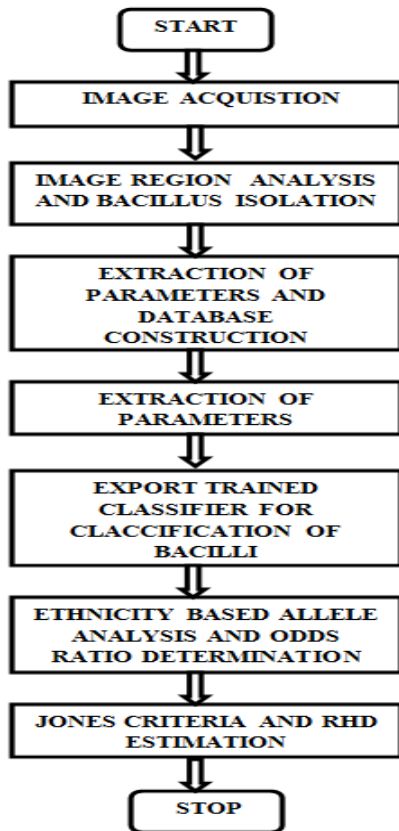 START
IMAGE ACQUISTION
IMAGE REGION ANALYSIS
AND BACILLUS ISOLATION
EXTRACTION OF
PARAMETERS AND
DATABASE
CONSTRUCTION
EXTRACTION OF
PARAMETERS
EXPORT TRAINED
CLASSIFIER FOR
CLACCIFICATION OF
BACILLI
ETHNICITY BASED ALLELE
ANALYSIS AND ODDS
RATIO DETERMINATION
JONES CRITERIA AND RHD
ESTIMATION
STOP